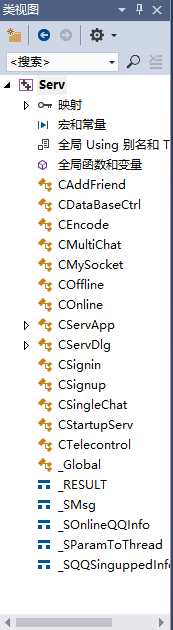 类视图
<搜索>
Serv
映射
宏和常量
全局 Using 别名和 T
全局函数和变量
CAddFriend
CDataBaseCtrl
CEncode
CMultiChat
CMySocket
COffline
COnline
CServApp
CServDlg
CSignin
CSignup
CSingleChat
CStartupServ
CTelecontrol
_Global
_RESULT
_SMsg
_SOnlineQQInfo
_SParamToThread
_SQQSinguppedInfo